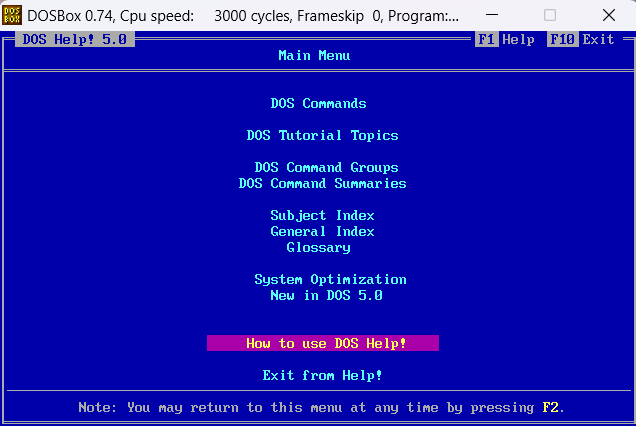 DOSBox 0.74, Cpu speed: 3000 cycles, Frameskip 0, Program:...
DOS Help! 5.0 F1 Help F10 Exit
Main Menu
DOS Commands
DOS Tutorial Topics
DOS Command Groups
DOS Command Summaries
Subject Index
General Index
Glossary
System Optimization
New in DOS 5.0
How to use DOS Help!
Exit from Help!
Note: You may return to this menu at any time by pressing F2.